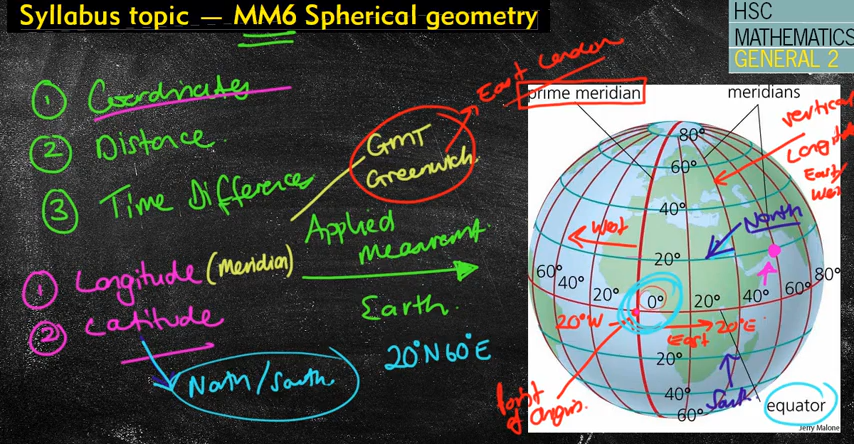 Syllabus topic — MM6 Spherical geometry
HSC
MATHEMATICS
GENERAL 2
① Coordinates
② Distance
③ Time Differences
① Longitude (meridian)
② Latitude
North/South
GMT
Greenwich
East London
Applied
Measurement
Earth.
20°N 60°E
prime meridian
meridians
vertical
Longitude
East/
West
80°
60°
40°
North
West
20°
60° 40° 20° 0° 20° 40° 60° 80°
20°W
20°E
East
20°
Point
of origin.
40°
60°
South
equator
Jerry Malone